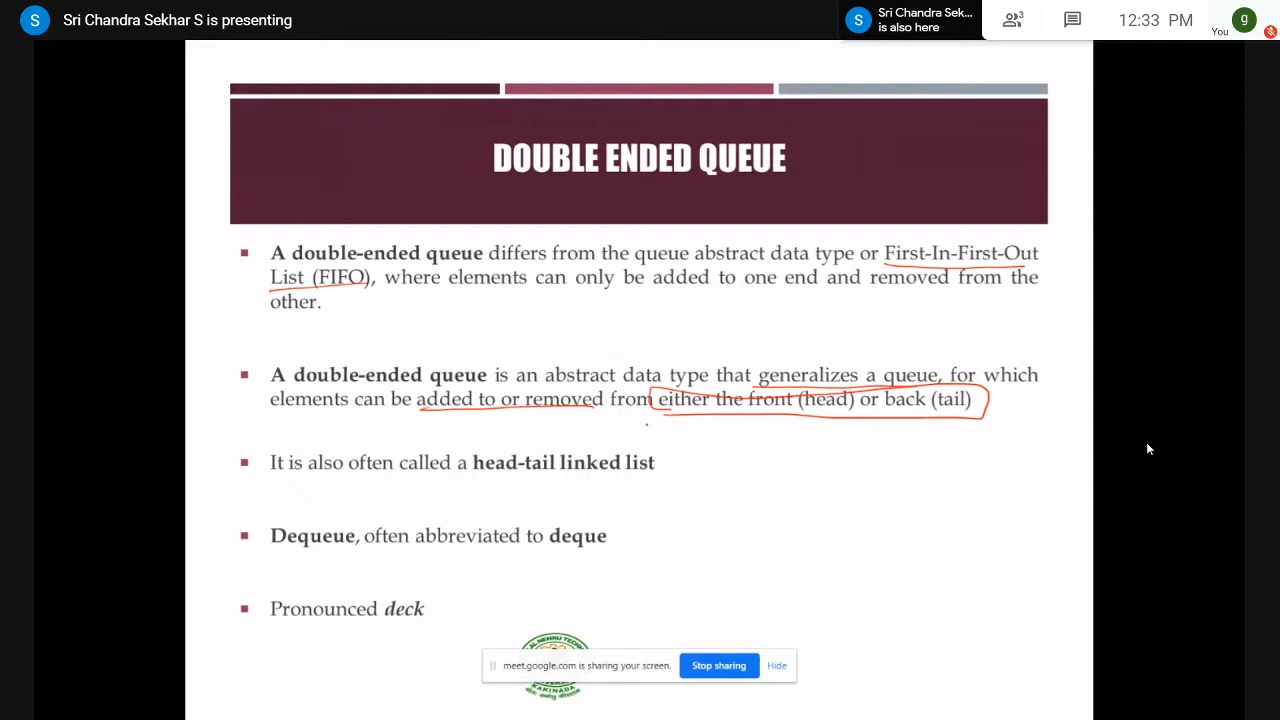 S Sri Chandra Sekhar S is presenting
S Sri Chandra Sek...
is also here
3
12:33 PM
You
g
DOUBLE ENDED QUEUE
A double-ended queue differs from the queue abstract data type or First-In-First-Out
List (FIFO), where elements can only be added to one end and removed from the
other.
A double-ended queue is an abstract data type that generalizes a queue, for which
elements can be added to or removed from either the front (head) or back (tail)
It is also often called a head-tail linked list
Dequeue, often abbreviated to deque
Pronounced deck
meet.google.com is sharing your screen. Stop sharing Hide
KAKINADA